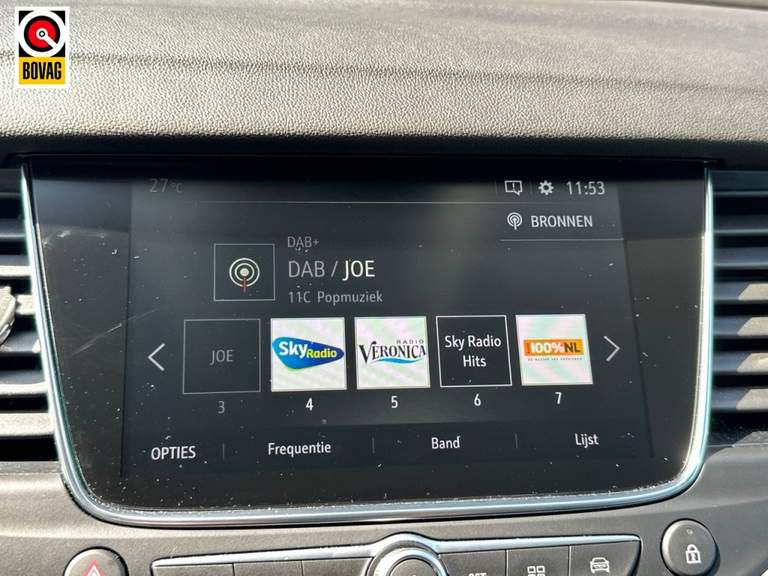 BOVAG
27°C
11:53
BRONNEN
DAB+
DAB / JOE
11C Popmuziek
JOE
Sky Radio
RADIO
VERONICA
Sky Radio
Hits
100%NL
3
4
5
6
7
OPTIES
Frequentie
Band
Lijst